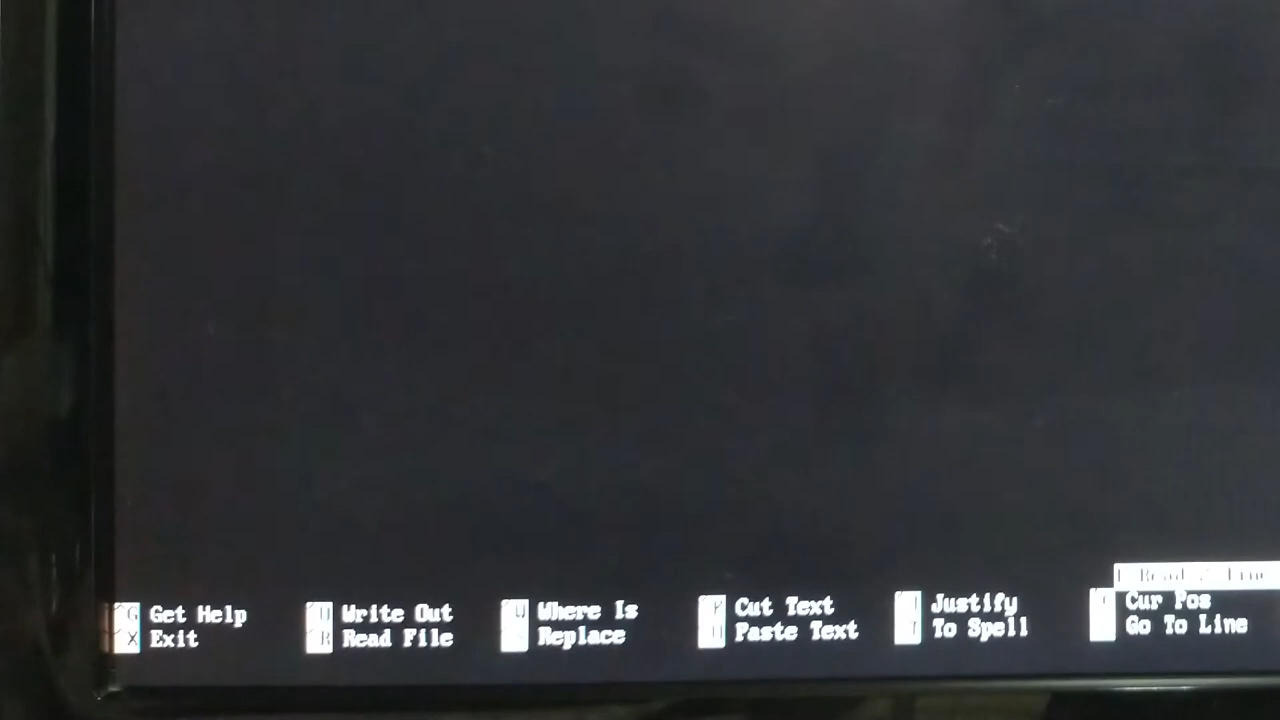 [ Read
^G Get Help ^O Write Out ^W Where Is ^K Cut Text ^J Justify Cur Pos
^X Exit ^R Read File Replace ^U Paste Text ^T To Spell Go To Line